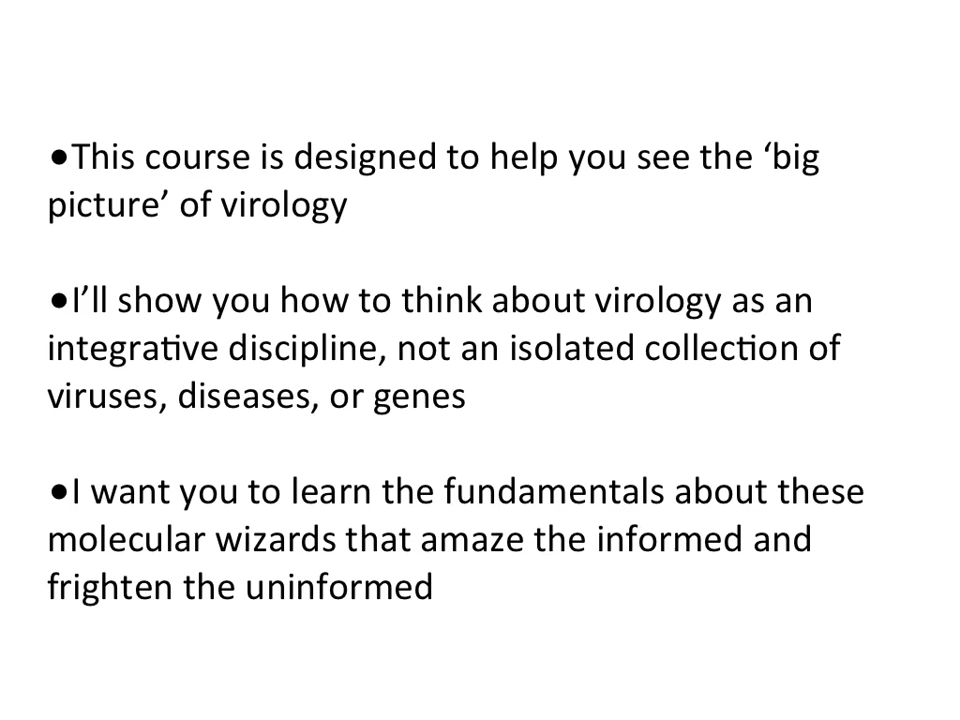 •This course is designed to help you see the ‘big
picture’ of virology
•I’ll show you how to think about virology as an
integrative discipline, not an isolated collection of
viruses, diseases, or genes
•I want you to learn the fundamentals about these
molecular wizards that amaze the informed and
frighten the uninformed